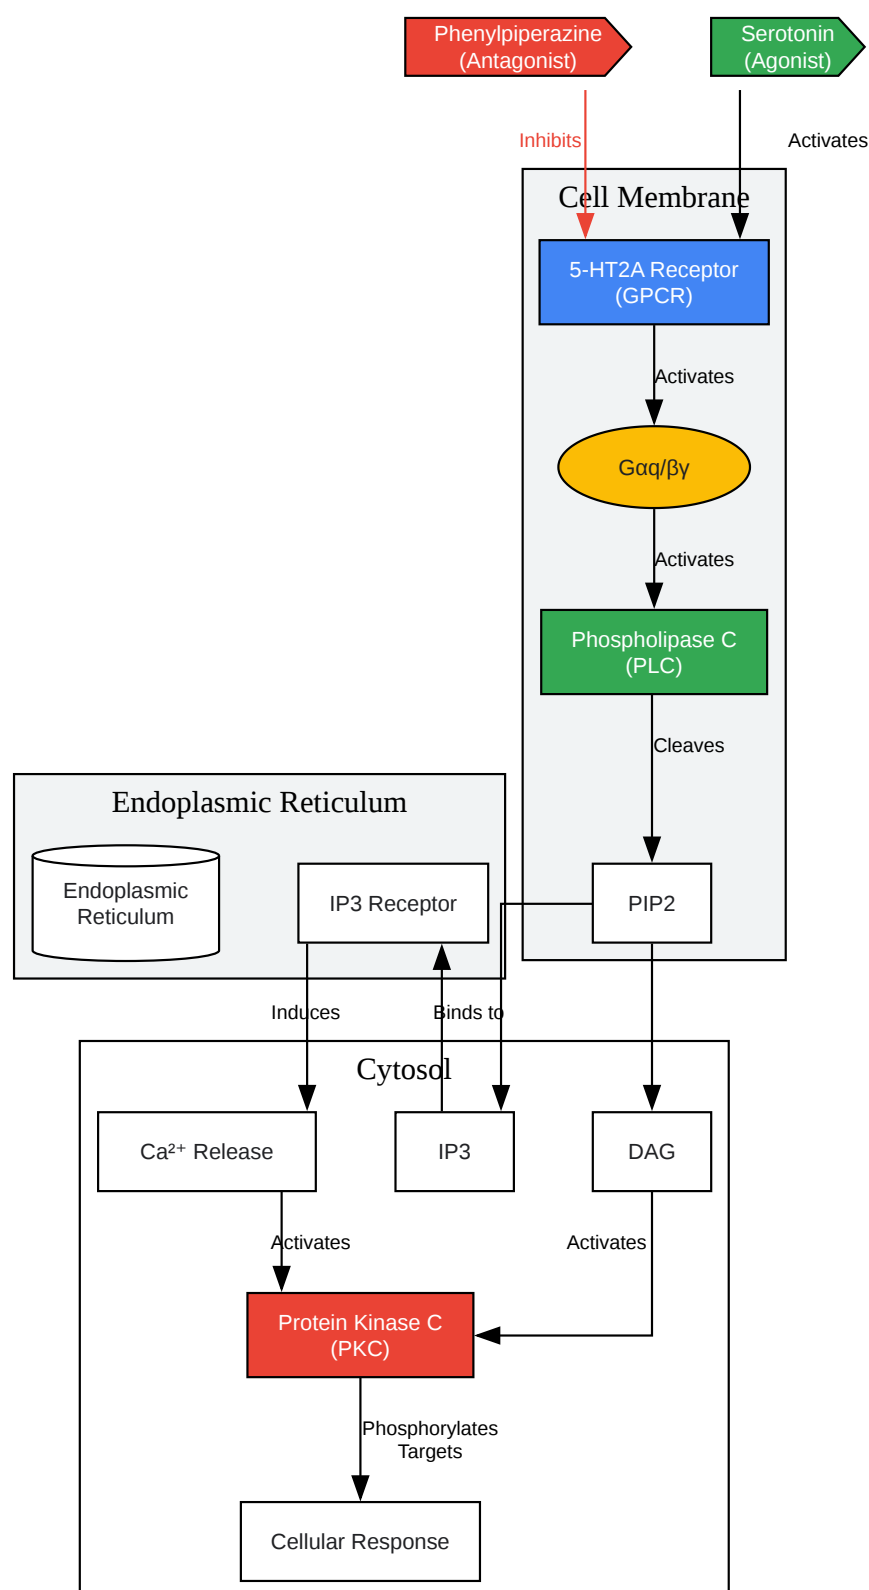 Phenylpiperazine
(Antagonist)
Serotonin
(Agonist)
Inhibits
Activates
Cell Membrane
5-HT2A Receptor
(GPCR)
Activates
Gαq/βγ
Activates
Phospholipase C
(PLC)
Cleaves
Endoplasmic Reticulum
Endoplasmic
Reticulum
IP3 Receptor
PIP2
Induces
Binds to
Cytosol
Ca²⁺ Release
IP3
DAG
Activates
Activates
Protein Kinase C
(PKC)
Phosphorylates
Targets
Cellular Response